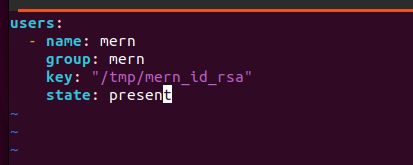 users:
  - name: mern
    group: mern
    key: "/tmp/mern_id_rsa"
    state: present
~
~
~